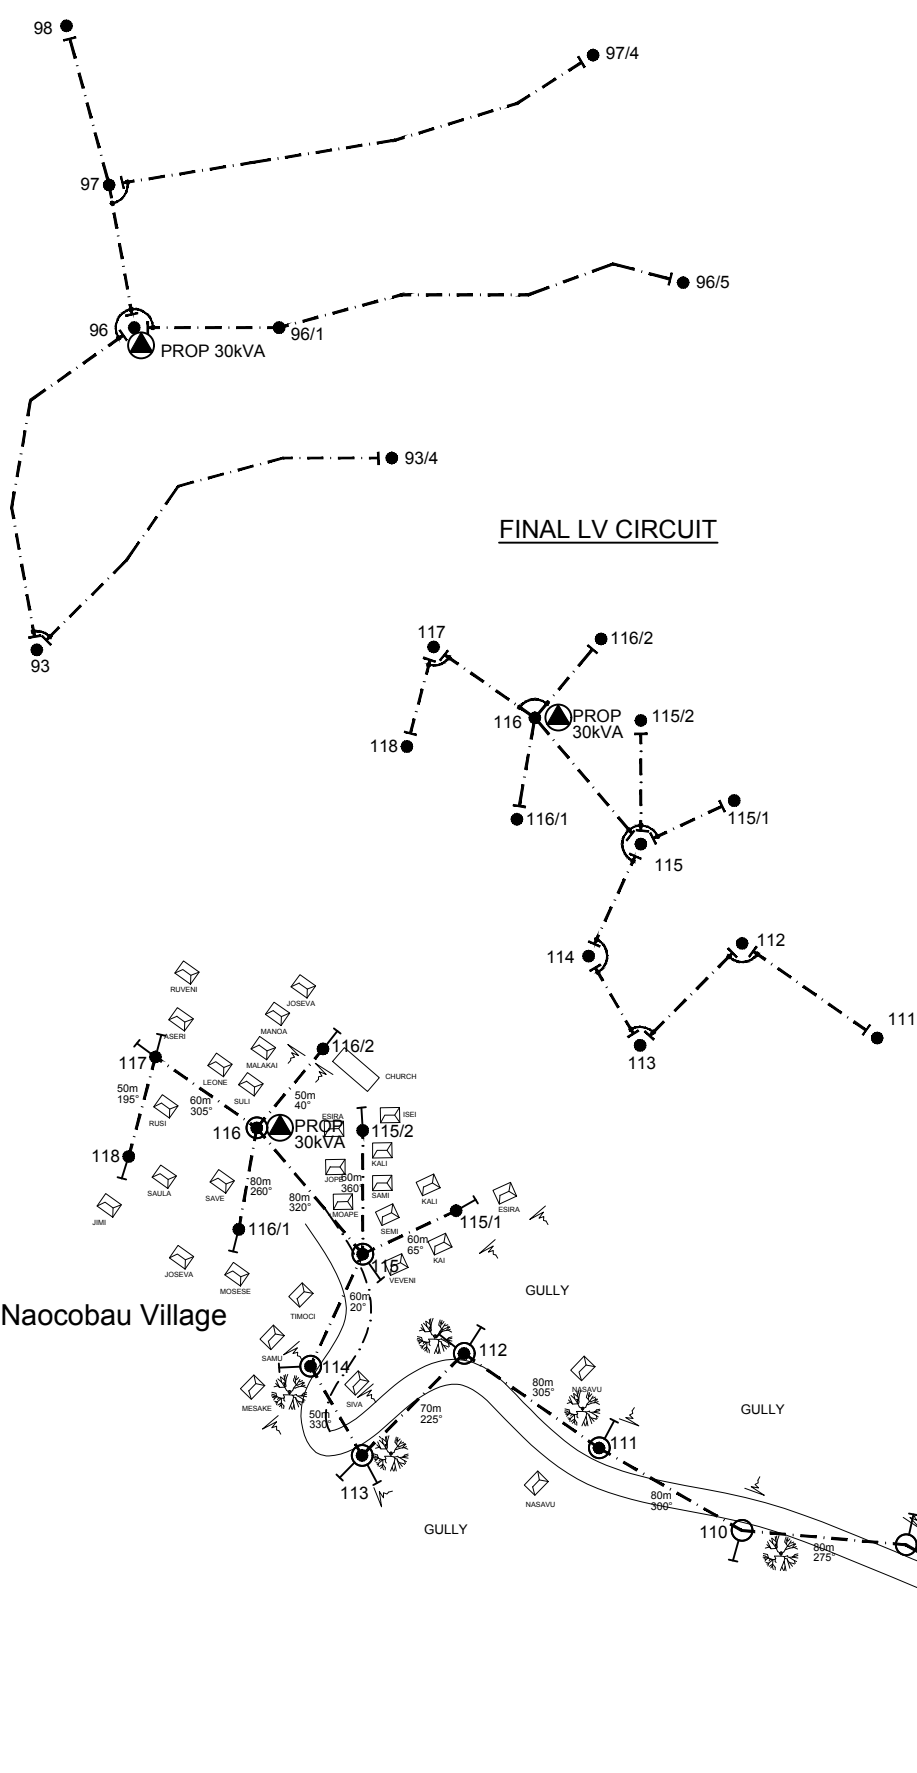 98
97/4
97
96/5
96
96/1
PROP 30kVA
93/4
FINAL LV CIRCUIT
93
117
116/2
116
PROP
30kVA
115/2
118
116/1
115/1
115
114
112
111
113
RUVENI
JOSEVA
ASERI
MANOA
116/2
117
MALAKAI
CHURCH
LEONE
50m
195°
60m
305°
SULI
50m
40°
RUSI
ESIRA
ISEI
116
PROP
30kVA
115/2
118
KALI
JOPE
60m
360°
SAULA
SAVE
80m
260°
80m
320°
SAMI
KALI
JIMI
MOAPE
ESIRA
116/1
SEMI
115/1
60m
65°
JOSEVA
KAI
115
VEVENI
MOSESE
GULLY
60m
20°
Naocobau Village
TIMOCI
SAMU
112
114
MESAKE
SIVA
80m
305°
NASAVU
50m
330°
70m
225°
GULLY
111
113
NASAVU
80m
300°
GULLY
110
80m
275°